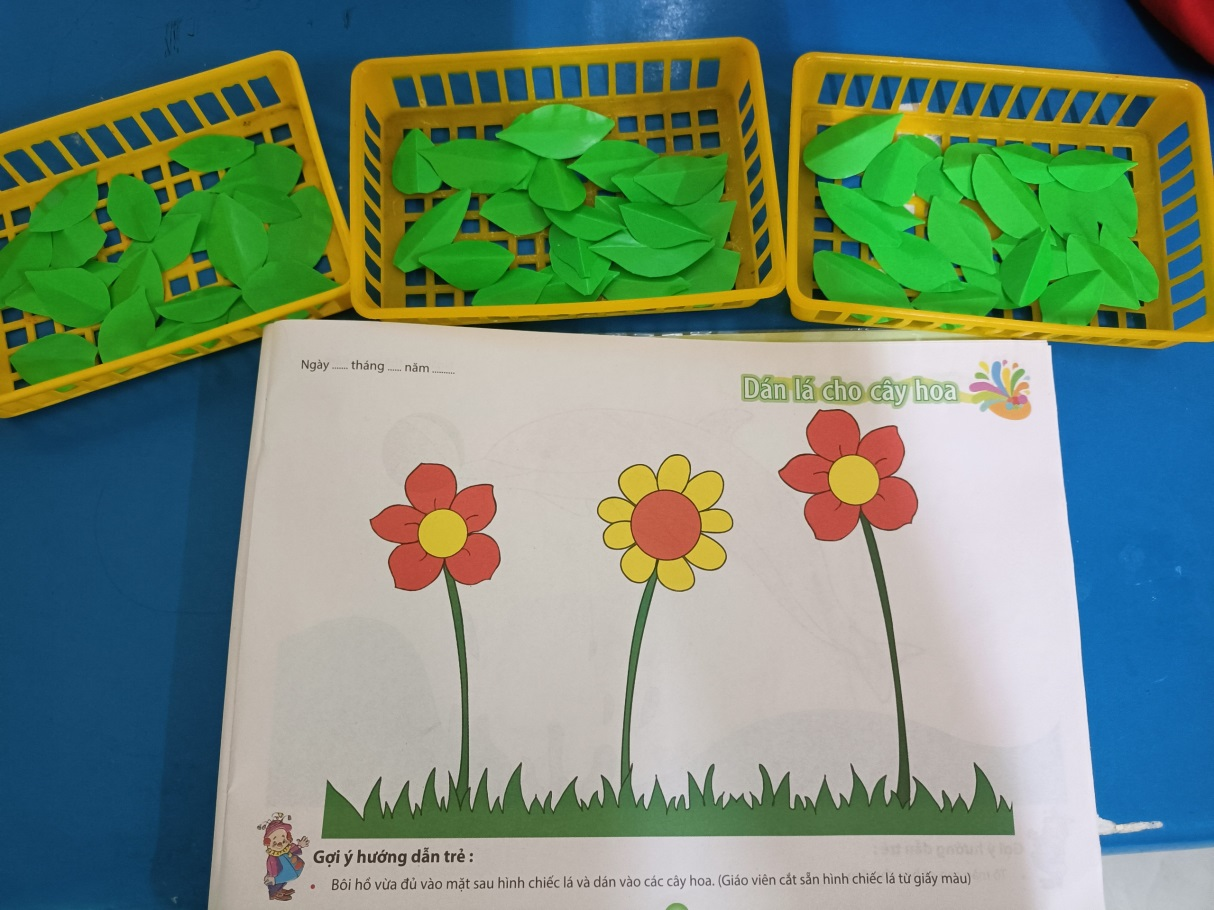 Ngày ...... tháng ...... năm ..........
Dán lá cho cây hoa
Gợi ý hướng dẫn trẻ :
• Bôi hồ vừa đủ vào mặt sau hình chiếc lá và dán vào các cây hoa. (Giáo viên cắt sẵn hình chiếc lá từ giấy màu)